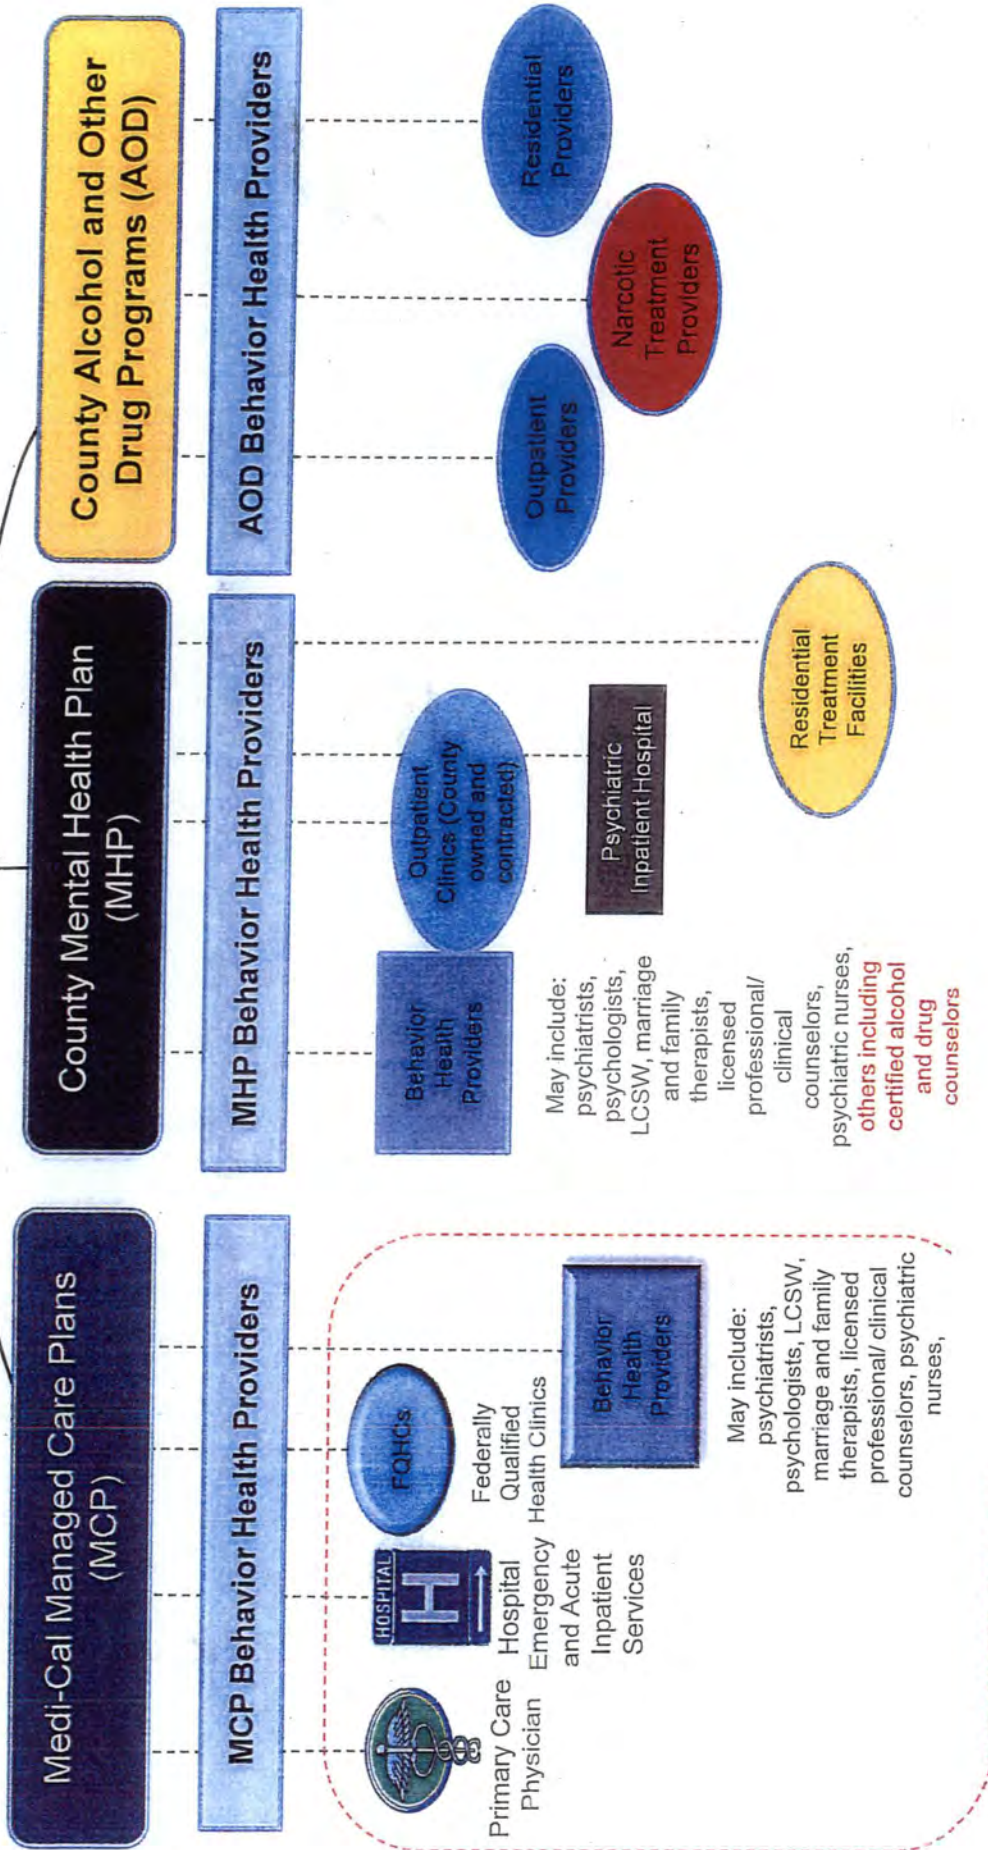 Medi-Cal Managed Care Plans
(MCP)
MCP Behavior Health Providers
Primary Care
Physician
HOSPITAL
H
Hospital
Emergency
and Acute
Inpatient
Services
FQHCs
Federally
Qualified
Health Clinics
Behavior
Health
Providers
May include:
psychiatrists,
psychologists, LCSW,
marriage and family
therapists, licensed
professional/ clinical
counselors, psychiatric
nurses,
County Mental Health Plan
(MHP)
MHP Behavior Health Providers
Behavior
Health
Providers
May include:
psychiatrists,
psychologists,
LCSW, marriage
and family
therapists,
licensed
professional/
clinical
counselors,
psychiatric nurses,
others including
certified alcohol
and drug
counselors
Outpatient
Clinics (County
owned and
contracted)
Psychiatric
Inpatient Hospital
Residential
Treatment
Facilities
County Alcohol and Other
Drug Programs (AOD)
AOD Behavior Health Providers
Outpatient
Providers
Narcotic
Treatment
Providers
Residential
Providers